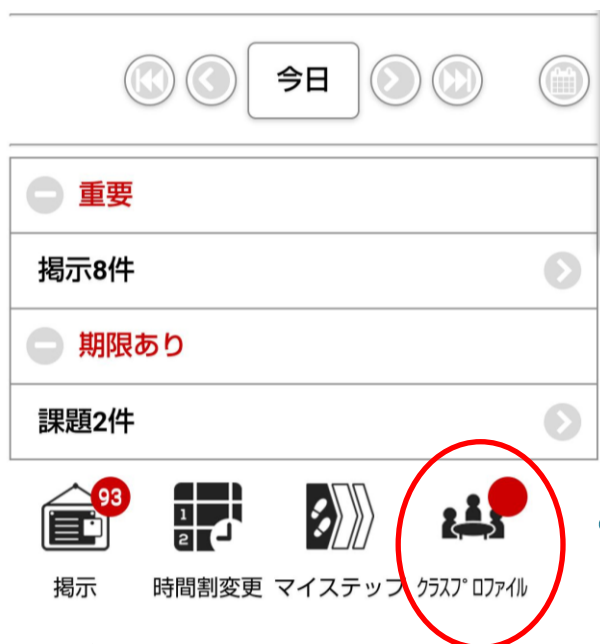 今日
重要
掲示8件
期限あり
課題2件
93
1
2
掲示
時間割変更
マイステップ
クラスプロファイル